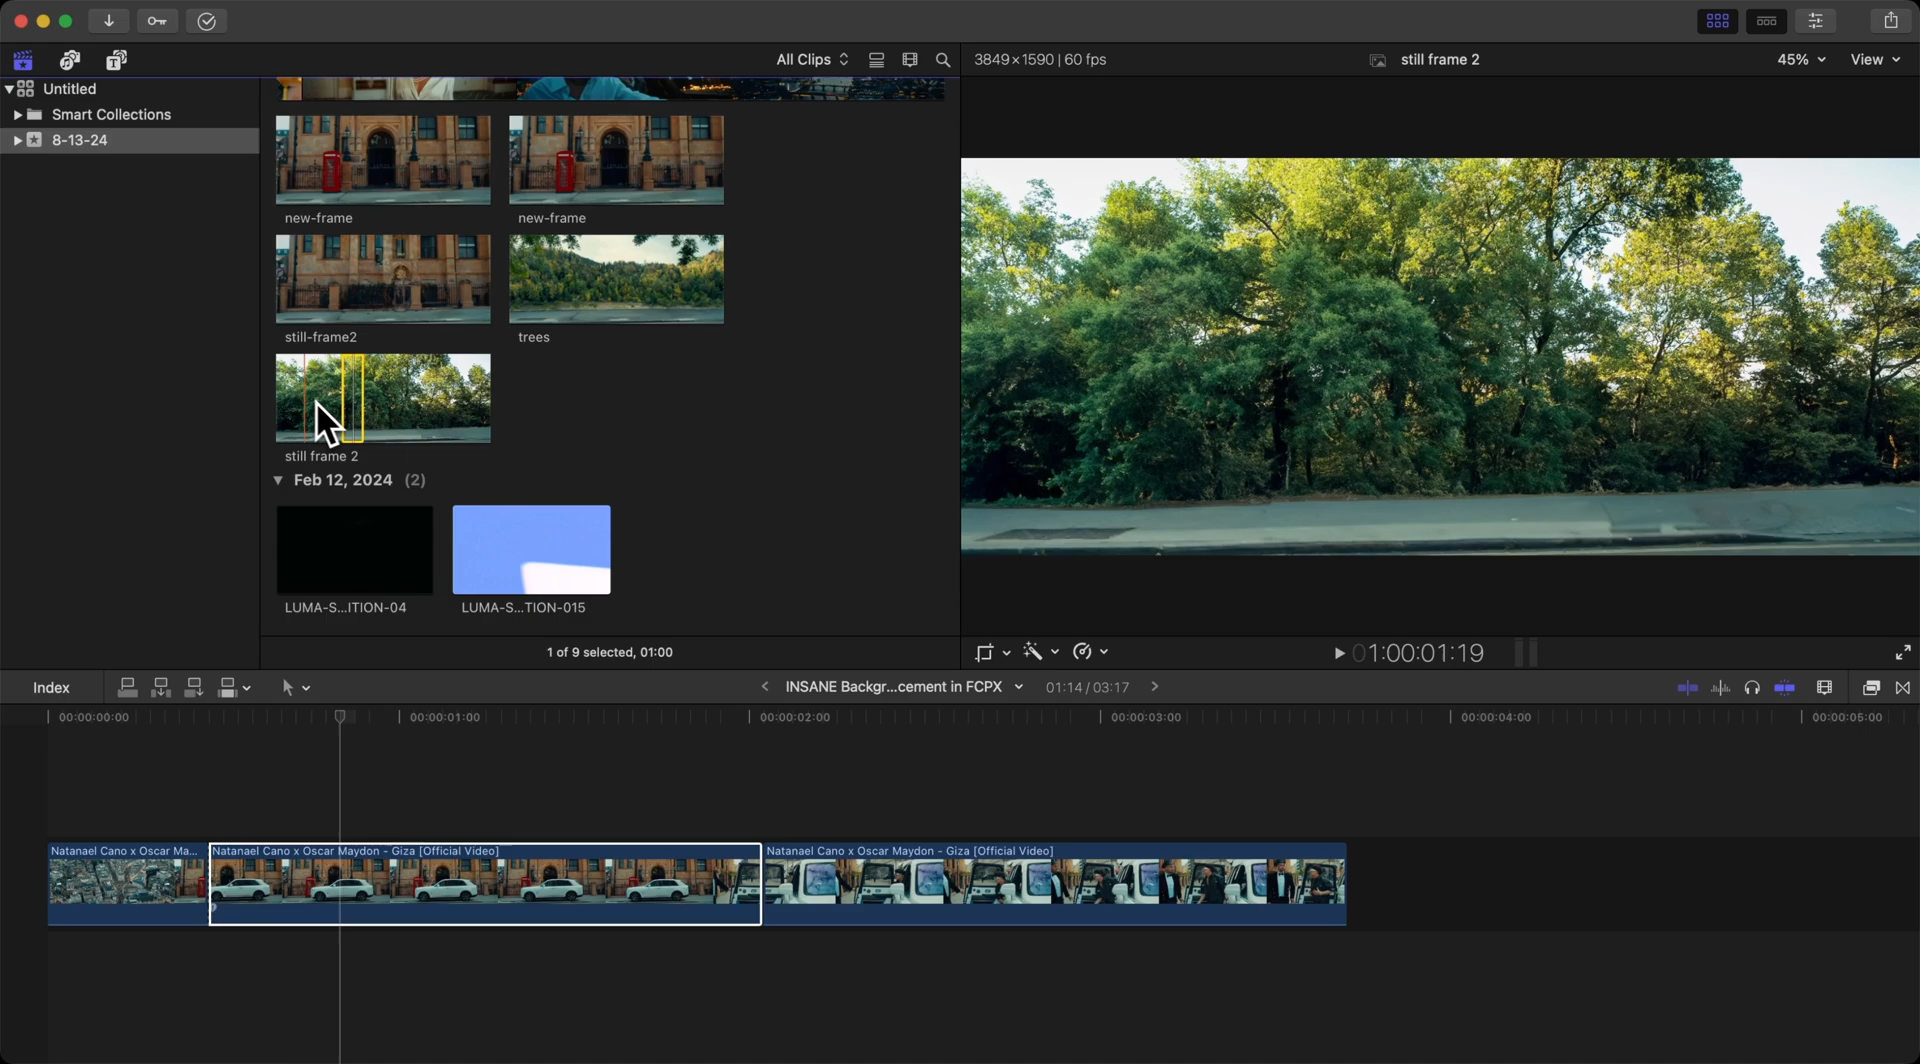 All Clips
3849×1590 | 60 fps
still frame 2
45%
View
Untitled
Smart Collections
8-13-24
new-frame
new-frame
still-frame2
trees
still frame 2
Feb 12, 2024 (2)
LUMA-S...ITION-04
LUMA-S...TION-015
1 of 9 selected, 01:00
01:00:01:19
Index
INSANE Backgr...cement in FCPX
01:14 / 03:17
00:00:00:00
00:00:01:00
00:00:02:00
00:00:03:00
00:00:04:00
00:00:05:00
Natanael Cano x Oscar Ma...
Natanael Cano x Oscar Maydon - Giza [Official Video]
Natanael Cano x Oscar Maydon - Giza [Official Video]